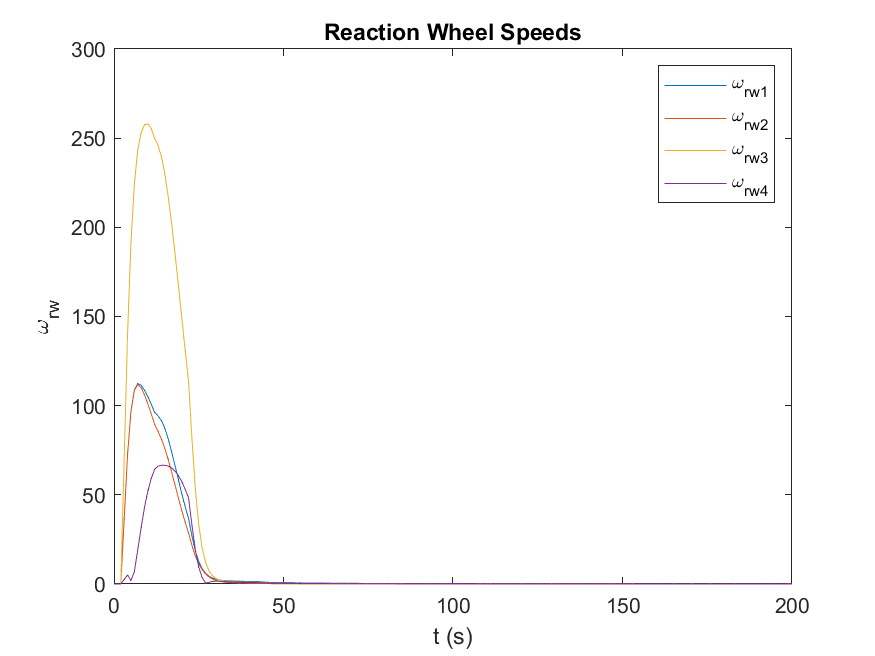 Reaction Wheel Speeds
300
250
200
150
100
50
0
ω_rw
ω_rw1
ω_rw2
ω_rw3
ω_rw4
0 50 100 150 200
t (s)